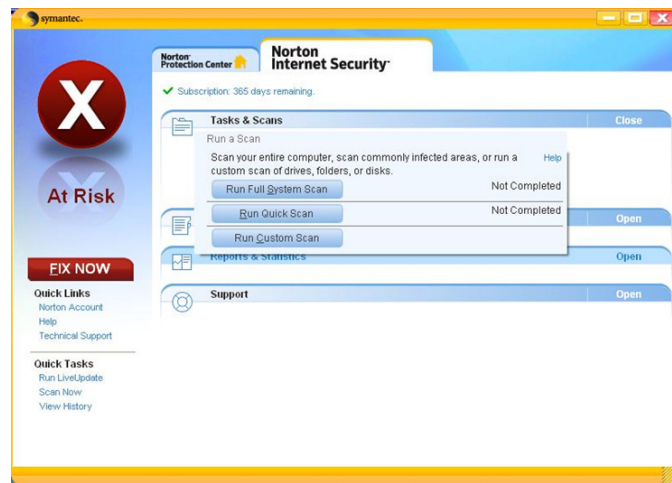 symantec.
Norton
Protection Center
Norton
Internet Security
Subscription: 365 days remaining.
Tasks & Scans
Close
Run a Scan
Scan your entire computer, scan commonly infected areas, or run a
custom scan of drives, folders, or disks.
Help
Run Full System Scan
Not Completed
Run Quick Scan
Not Completed
Run Custom Scan
Open
Reports & Statistics
Open
Support
Open
At Risk
FIX NOW
Quick Links
Norton Account
Help
Technical Support
Quick Tasks
Run LiveUpdate
Scan Now
View History